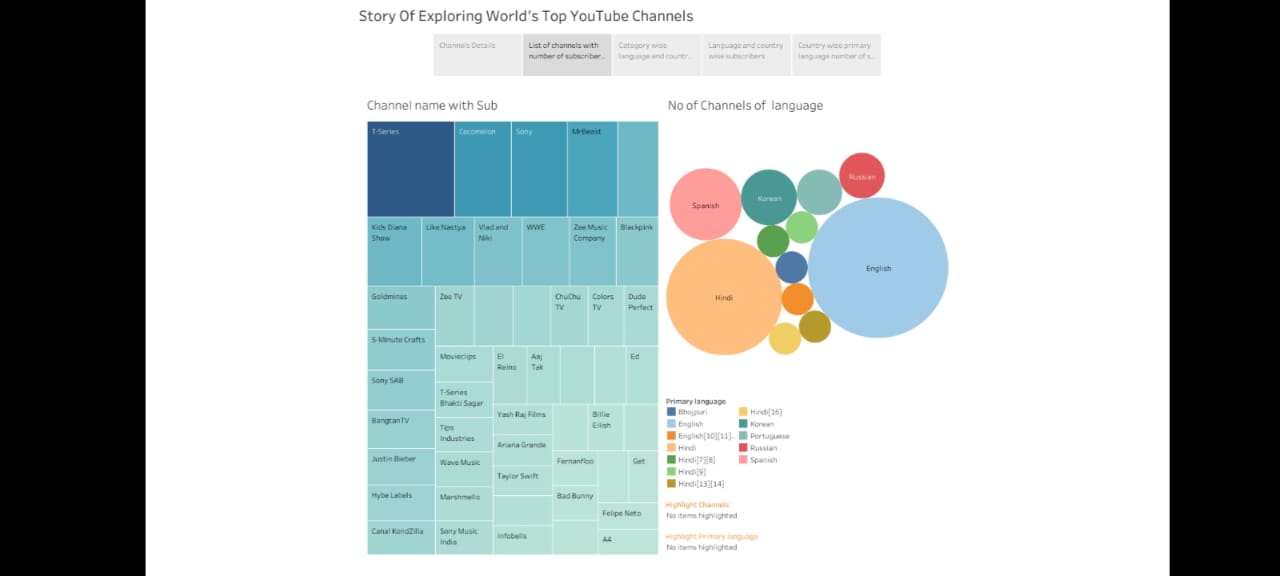 Story Of Exploring World's Top YouTube Channels
Channels Details
List of channels with
number of subscriber...
Category wise
language and countr...
Language and country
wise subscribers
Country wise primary
language number of s...
Channel name with Sub
No of Channels of language
T-Series
Cocomelon
Sony
MrBeast
Kids Diana
Show
Like Nastya
Vlad and
Niki
WWE
Zee Music
Company
Blackpink
Goldmines
Zee TV
ChuChu
TV
Colors
TV
Dude
Perfect
5-Minute Crafts
Sony SAB
BangtanTV
Justin Bieber
Hybe Labels
Canal KondZilla
Movieclips
T-Series
Bhakti Sagar
Tips
Industries
Wave Music
Marshmello
Sony Music
India
El
Reino
Aaj
Tak
Ed
Yash Raj Films
Ariana Grande
Taylor Swift
Infobells
Billie
Eilish
Fernanfloo
Bad Bunny
Get
Felipe Neto
A4
Spanish
Korean
Russian
Hindi
English
Primary language
Bhojpuri
English
English[10][11]..
Hindi
Hindi[7][8]
Hindi[9]
Hindi[13][14]
Hindi[16]
Korean
Portuguese
Russian
Spanish
Highlight Channels
No items highlighted
Highlight Primary language
No items highlighted